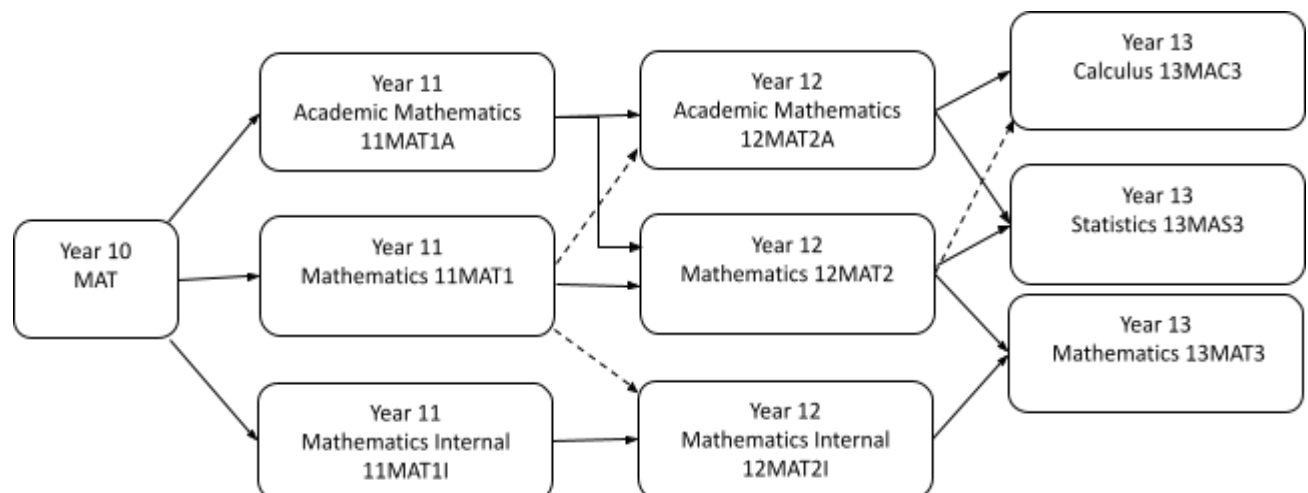 Year 10
MAT
Year 11
Academic Mathematics
11MAT1A
Year 11
Mathematics 11MAT1
Year 11
Mathematics Internal
11MAT1I
Year 12
Academic Mathematics
12MAT2A
Year 12
Mathematics 12MAT2
Year 12
Mathematics Internal
12MAT2I
Year 13
Calculus 13MAC3
Year 13
Statistics 13MAS3
Year 13
Mathematics 13MAT3